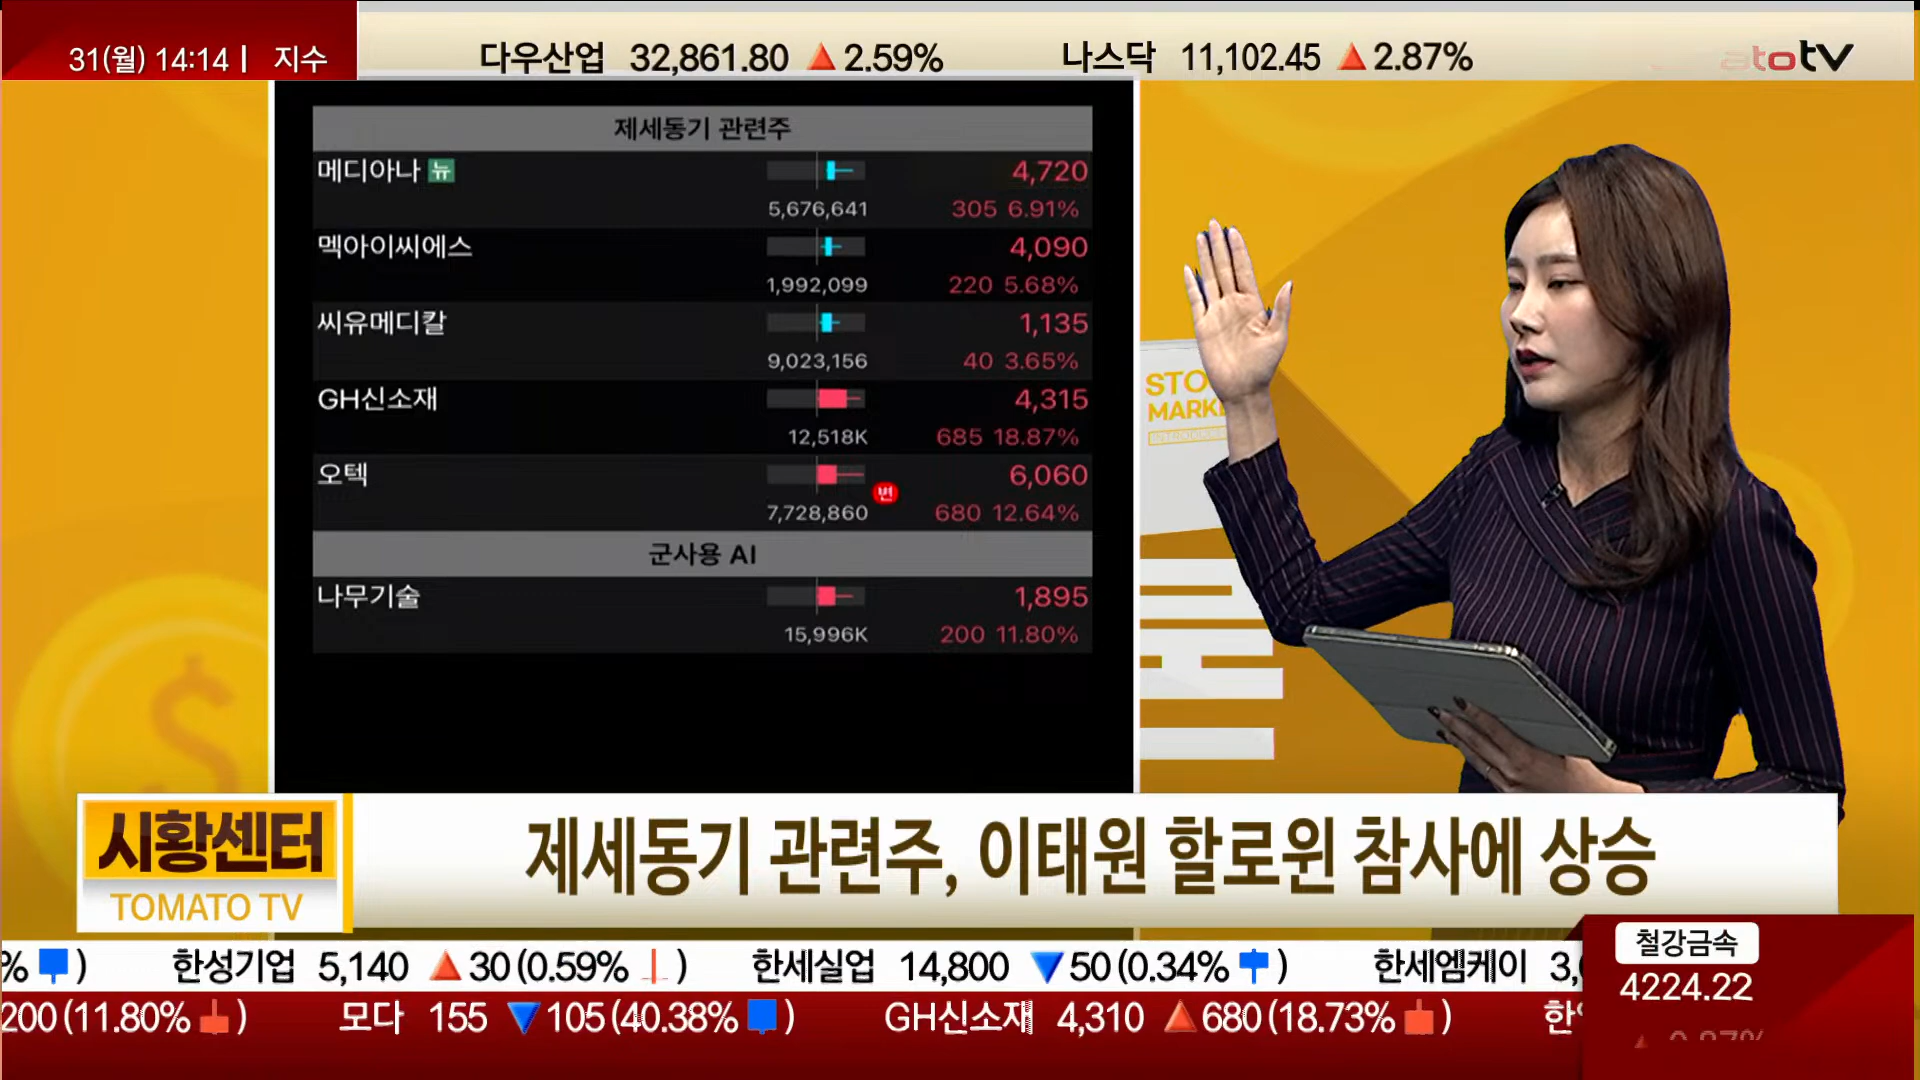 31(월) 14:14 지수 다우산업 32,861.80 ▲2.59% 나스닥 11,102.45 ▲2.87% atotv
제세동기 관련주
메디아나 뉴 4,720
5,676,641 305 6.91%
멕아이씨에스 4,090
1,992,099 220 5.68%
씨유메디칼 1,135
9,023,156 40 3.65%
GH신소재 4,315
12,518K 685 18.87%
오텍 6,060
변
7,728,860 680 12.64%
군사용 AI
나무기술 1,895
15,996K 200 11.80%
STO
MARK
시황센터
TOMATO TV
제세동기 관련주, 이태원 할로윈 참사에 상승
% ) 한성기업 5,140 ▲30(0.59% ) 한세실업 14,800 ▼50(0.34% ) 한세엠케이
200(11.80% ) 모다 155 ▼105(40.38% ) GH신소재 4,310 ▲680(18.73% )
철강금속
4224.22